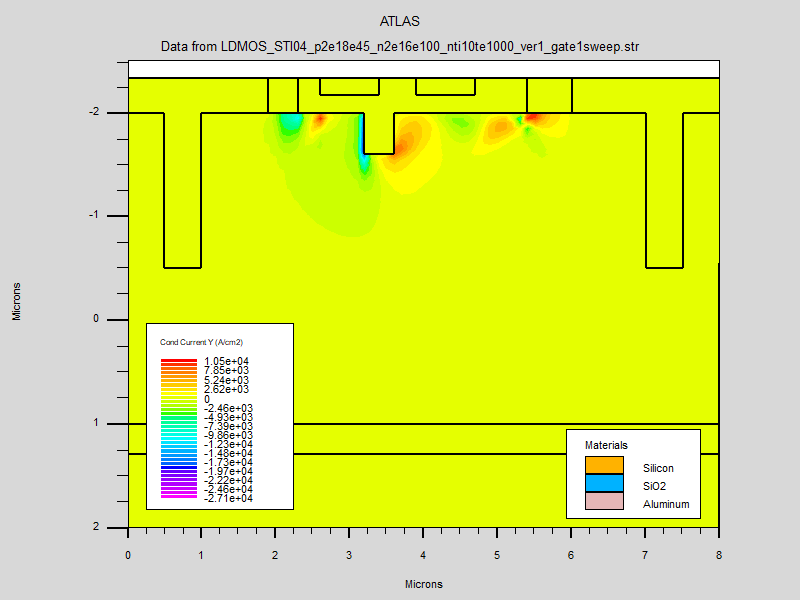 ATLAS
Data from LDMOS_STI04_p2e18e45_n2e16e100_nti10te1000_ver1_gate1sweep.str
-2
-1
0
1
2
Microns
Cond Current Y (A/cm2)
1.05e+04
7.85e+03
5.24e+03
2.62e+03
0
-2.46e+03
-4.93e+03
-7.39e+03
-9.86e+03
-1.23e+04
-1.48e+04
-1.73e+04
-1.97e+04
-2.22e+04
-2.46e+04
-2.71e+04
Materials
Silicon
SiO2
Aluminum
0 1 2 3 4 5 6 7 8
Microns